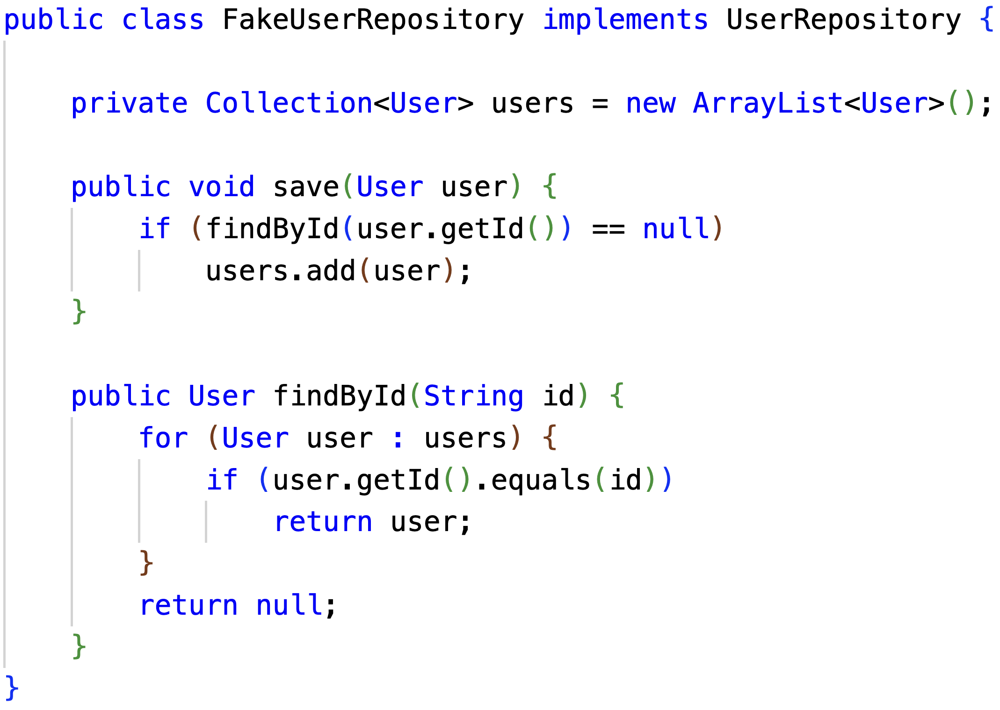 public class FakeUserRepository implements UserRepository {
private Collection<User> users = new ArrayList<User>();
public void save(User user) {
if (findById(user.getId()) == null)
users.add(user);
}
public User findById(String id) {
for (User user : users) {
if (user.getId().equals(id))
return user;
}
return null;
}
}